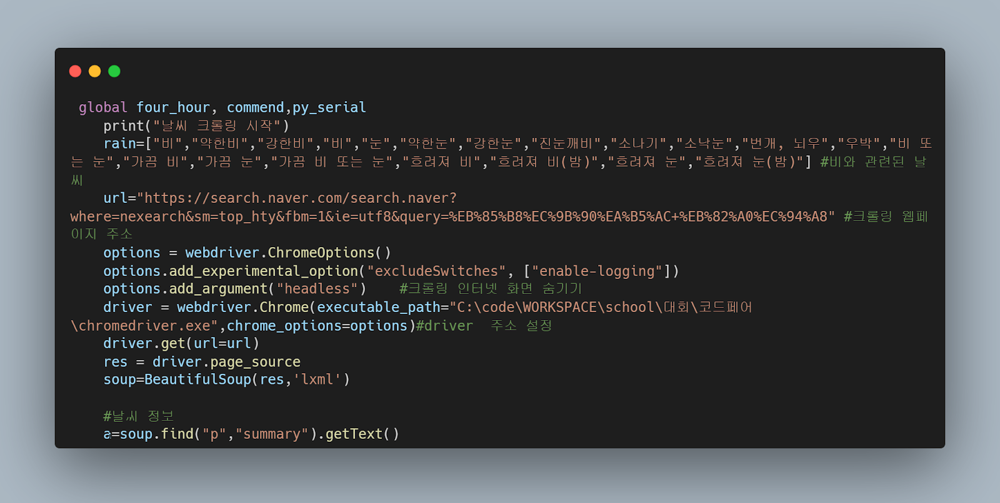 global four_hour, commend,py_serial
print("날씨 크롤링 시작")
rain=["비","약한비","강한비","비","눈","약한눈","강한눈","진눈깨비","소나기","소낙눈","번개, 뇌우","우박","비 또
는 눈","가끔 비","가끔 눈","가끔 비 또는 눈","흐려져 비","흐려져 비(밤)","흐려져 눈","흐려져 눈(밤)"] #비와 관련된 날
씨
url="https://search.naver.com/search.naver?
where=nexearch&sm=top_hty&fbm=1&ie=utf8&query=%EB%85%B8%EC%9B%90%EA%B5%AC+%EB%82%A0%EC%94%A8" #크롤링 웹페
이지 주소
options = webdriver.ChromeOptions()
options.add_experimental_option("excludeSwitches", ["enable-logging"])
options.add_argument("headless")    #크롤링 인터넷 화면 숨기기
driver = webdriver.Chrome(executable_path="C:\code\WORKSPACE\school\대회\코드페어
\chromedriver.exe",chrome_options=options)#driver  주소 설정
driver.get(url=url)
res = driver.page_source
soup=BeautifulSoup(res,'lxml')
#날씨 정보
a=soup.find("p","summary").getText()